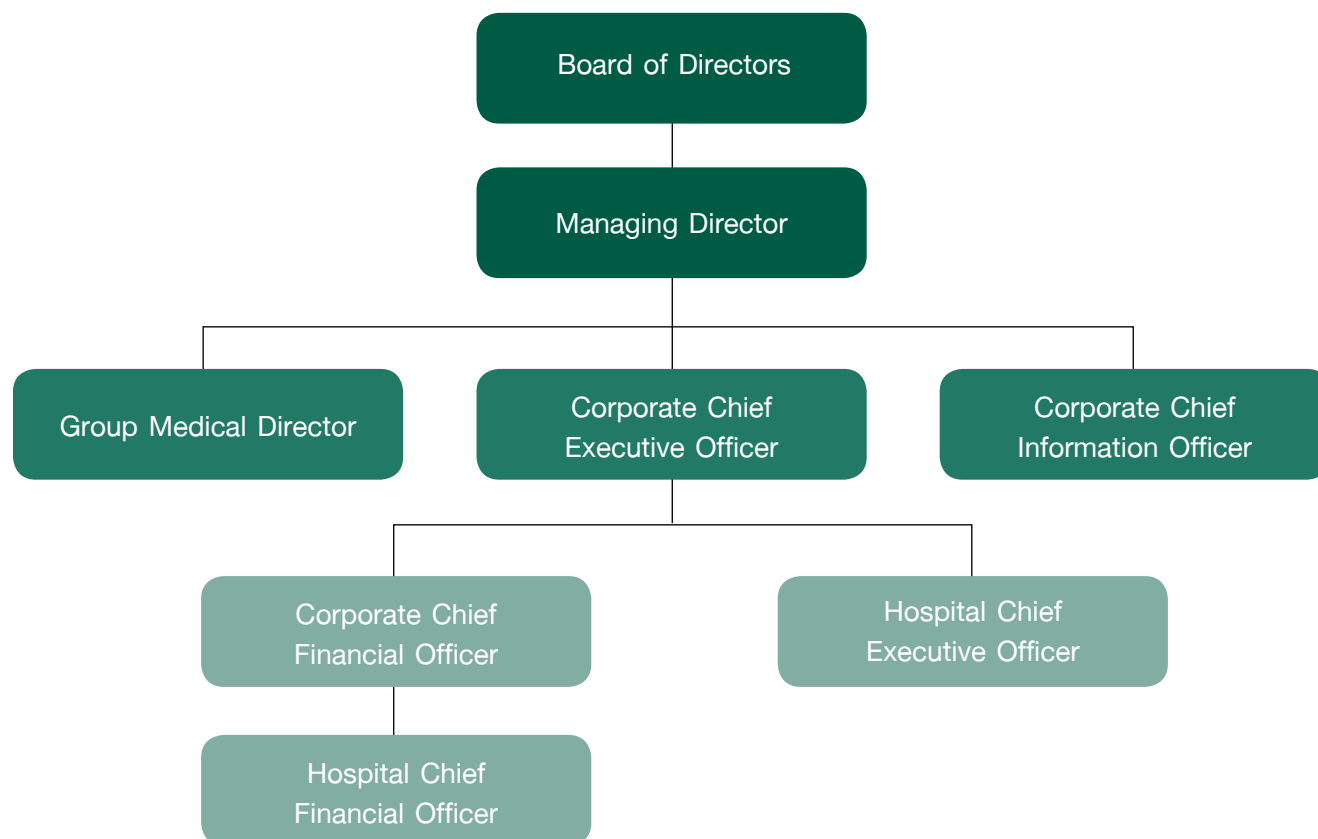 Board of Directors
Managing Director
Group Medical Director
Corporate Chief
Executive Officer
Corporate Chief
Information Officer
Corporate Chief
Financial Officer
Hospital Chief
Executive Officer
Hospital Chief
Financial Officer